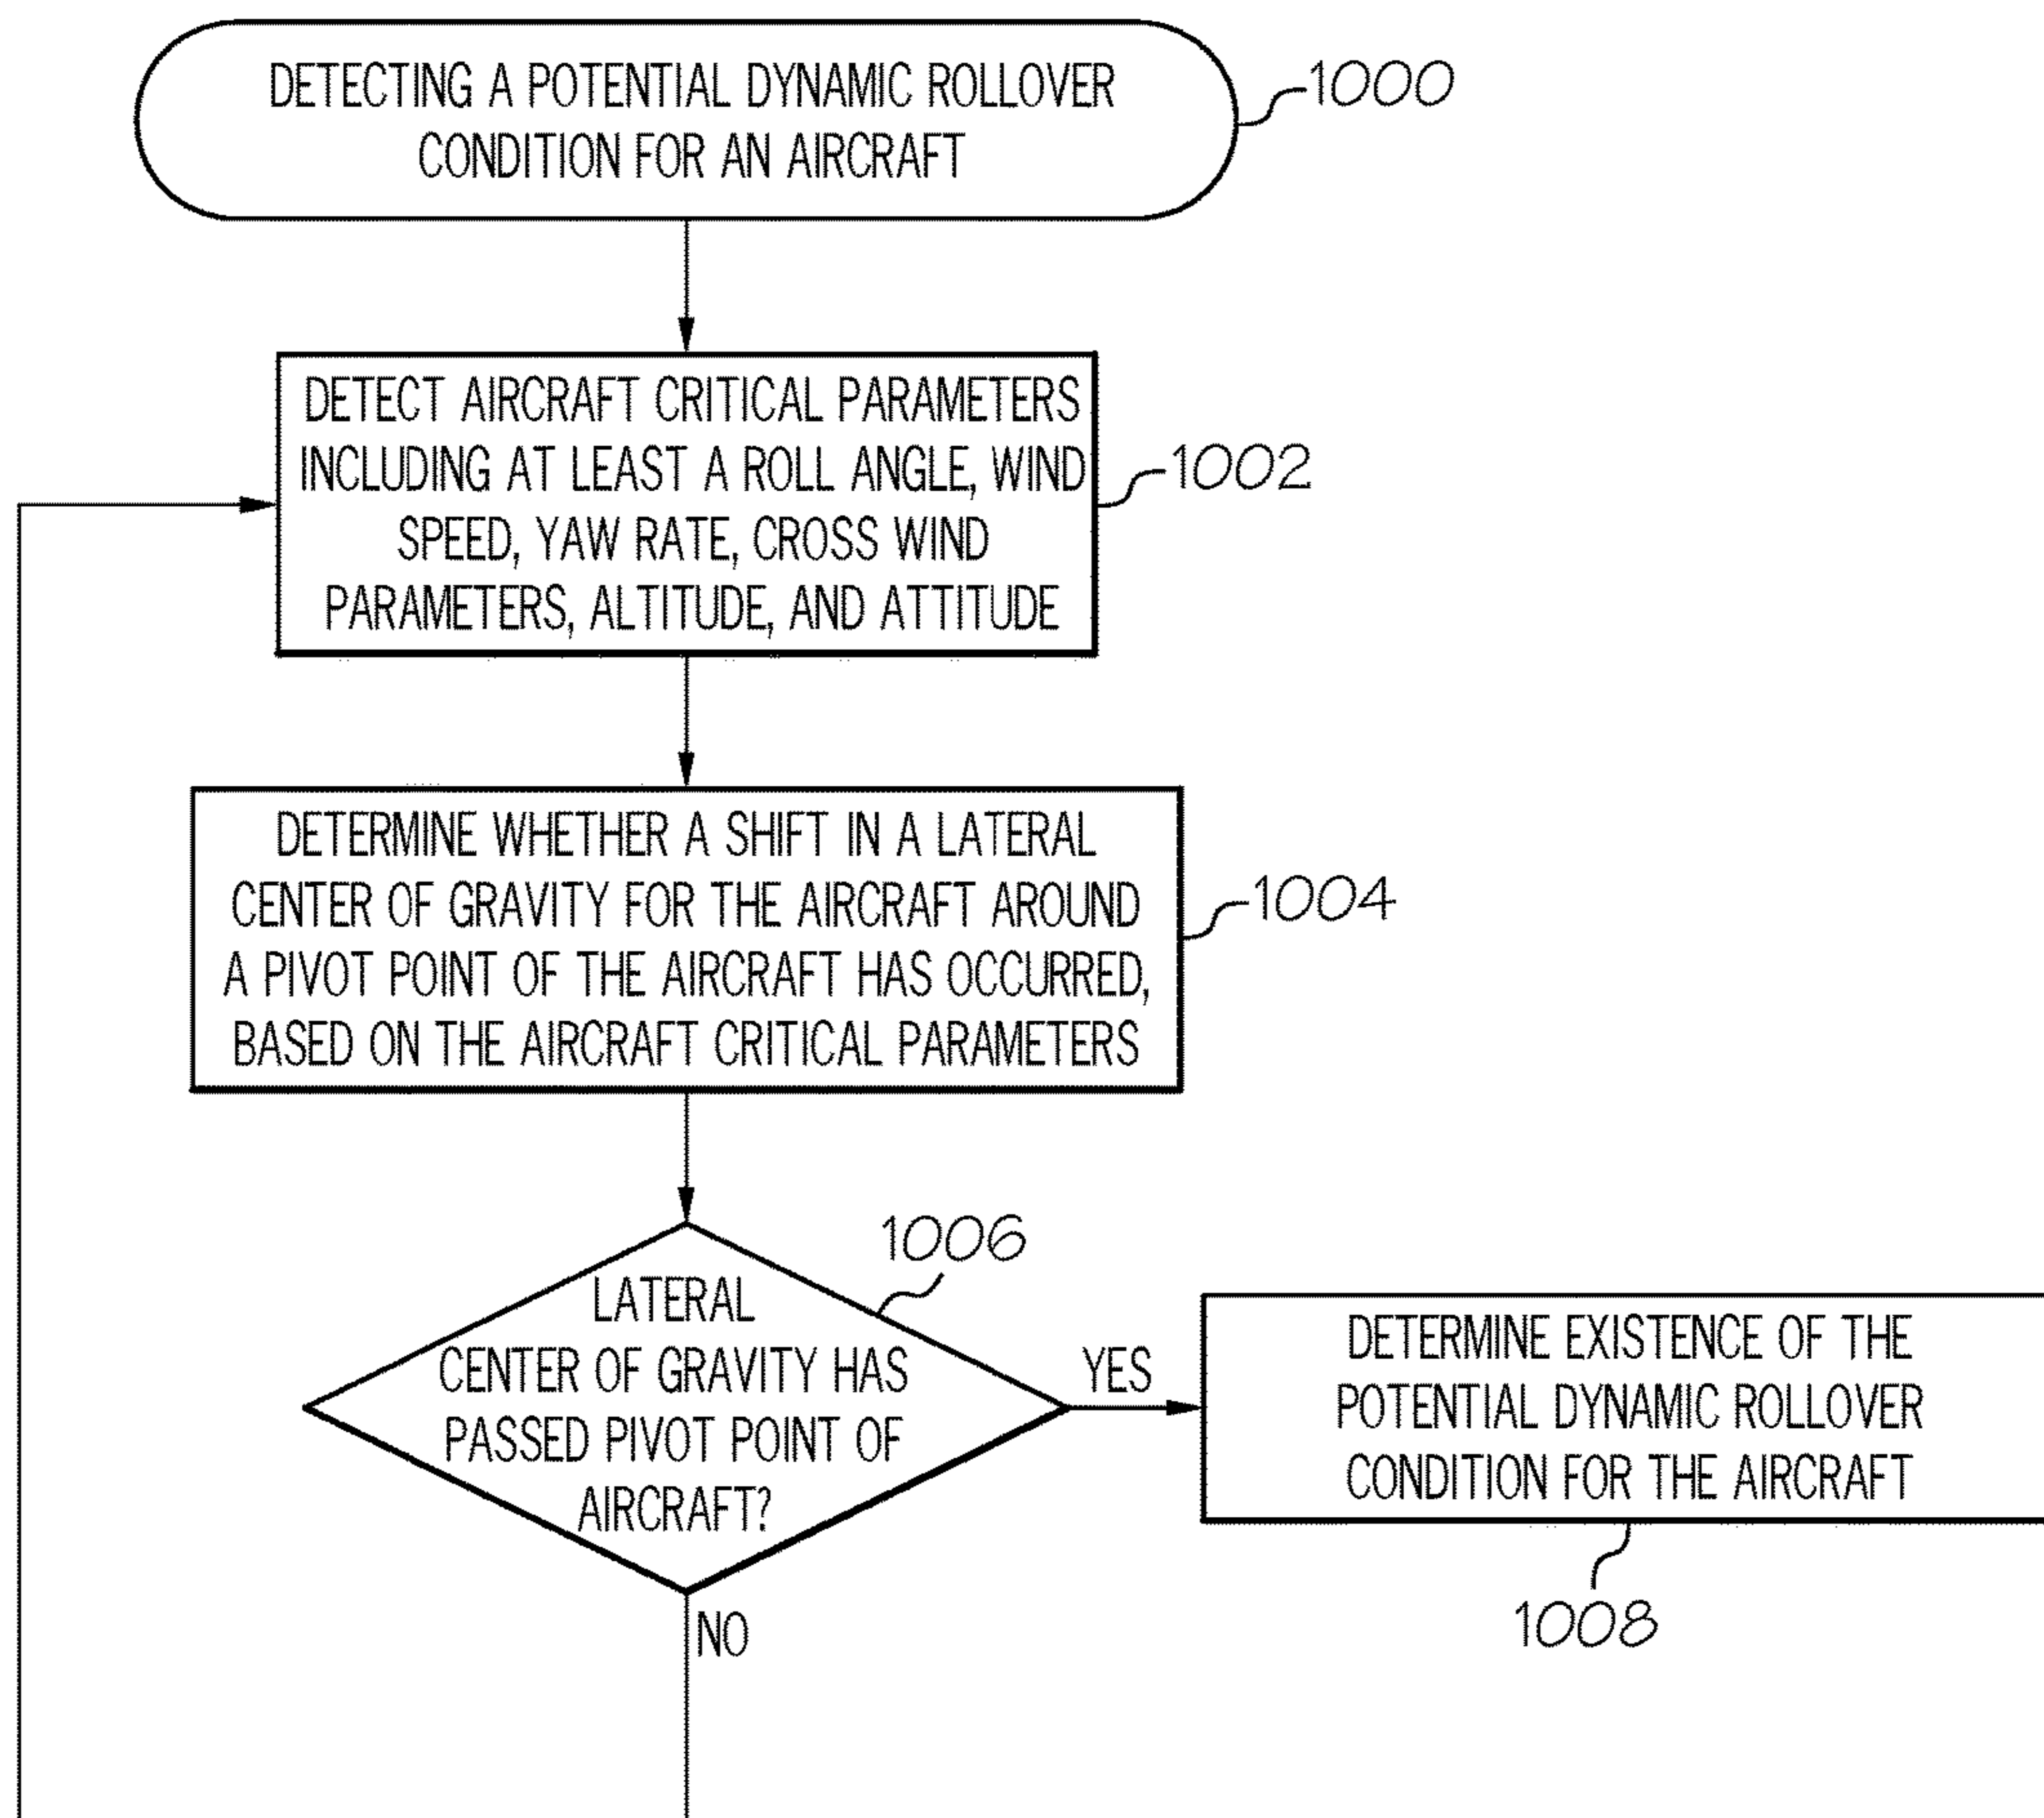 DETECTING A POTENTIAL DYNAMIC ROLLOVER
CONDITION FOR AN AIRCRAFT
1000
DETECT AIRCRAFT CRITICAL PARAMETERS
INCLUDING AT LEAST A ROLL ANGLE, WIND
SPEED, YAW RATE, CROSS WIND
PARAMETERS, ALTITUDE, AND ATTITUDE
1002
DETERMINE WHETHER A SHIFT IN A LATERAL
CENTER OF GRAVITY FOR THE AIRCRAFT AROUND
A PIVOT POINT OF THE AIRCRAFT HAS OCCURRED,
BASED ON THE AIRCRAFT CRITICAL PARAMETERS
1004
LATERAL
CENTER OF GRAVITY HAS
PASSED PIVOT POINT OF
AIRCRAFT?
1006
YES
DETERMINE EXISTENCE OF THE
POTENTIAL DYNAMIC ROLLOVER
CONDITION FOR THE AIRCRAFT
1008
NO